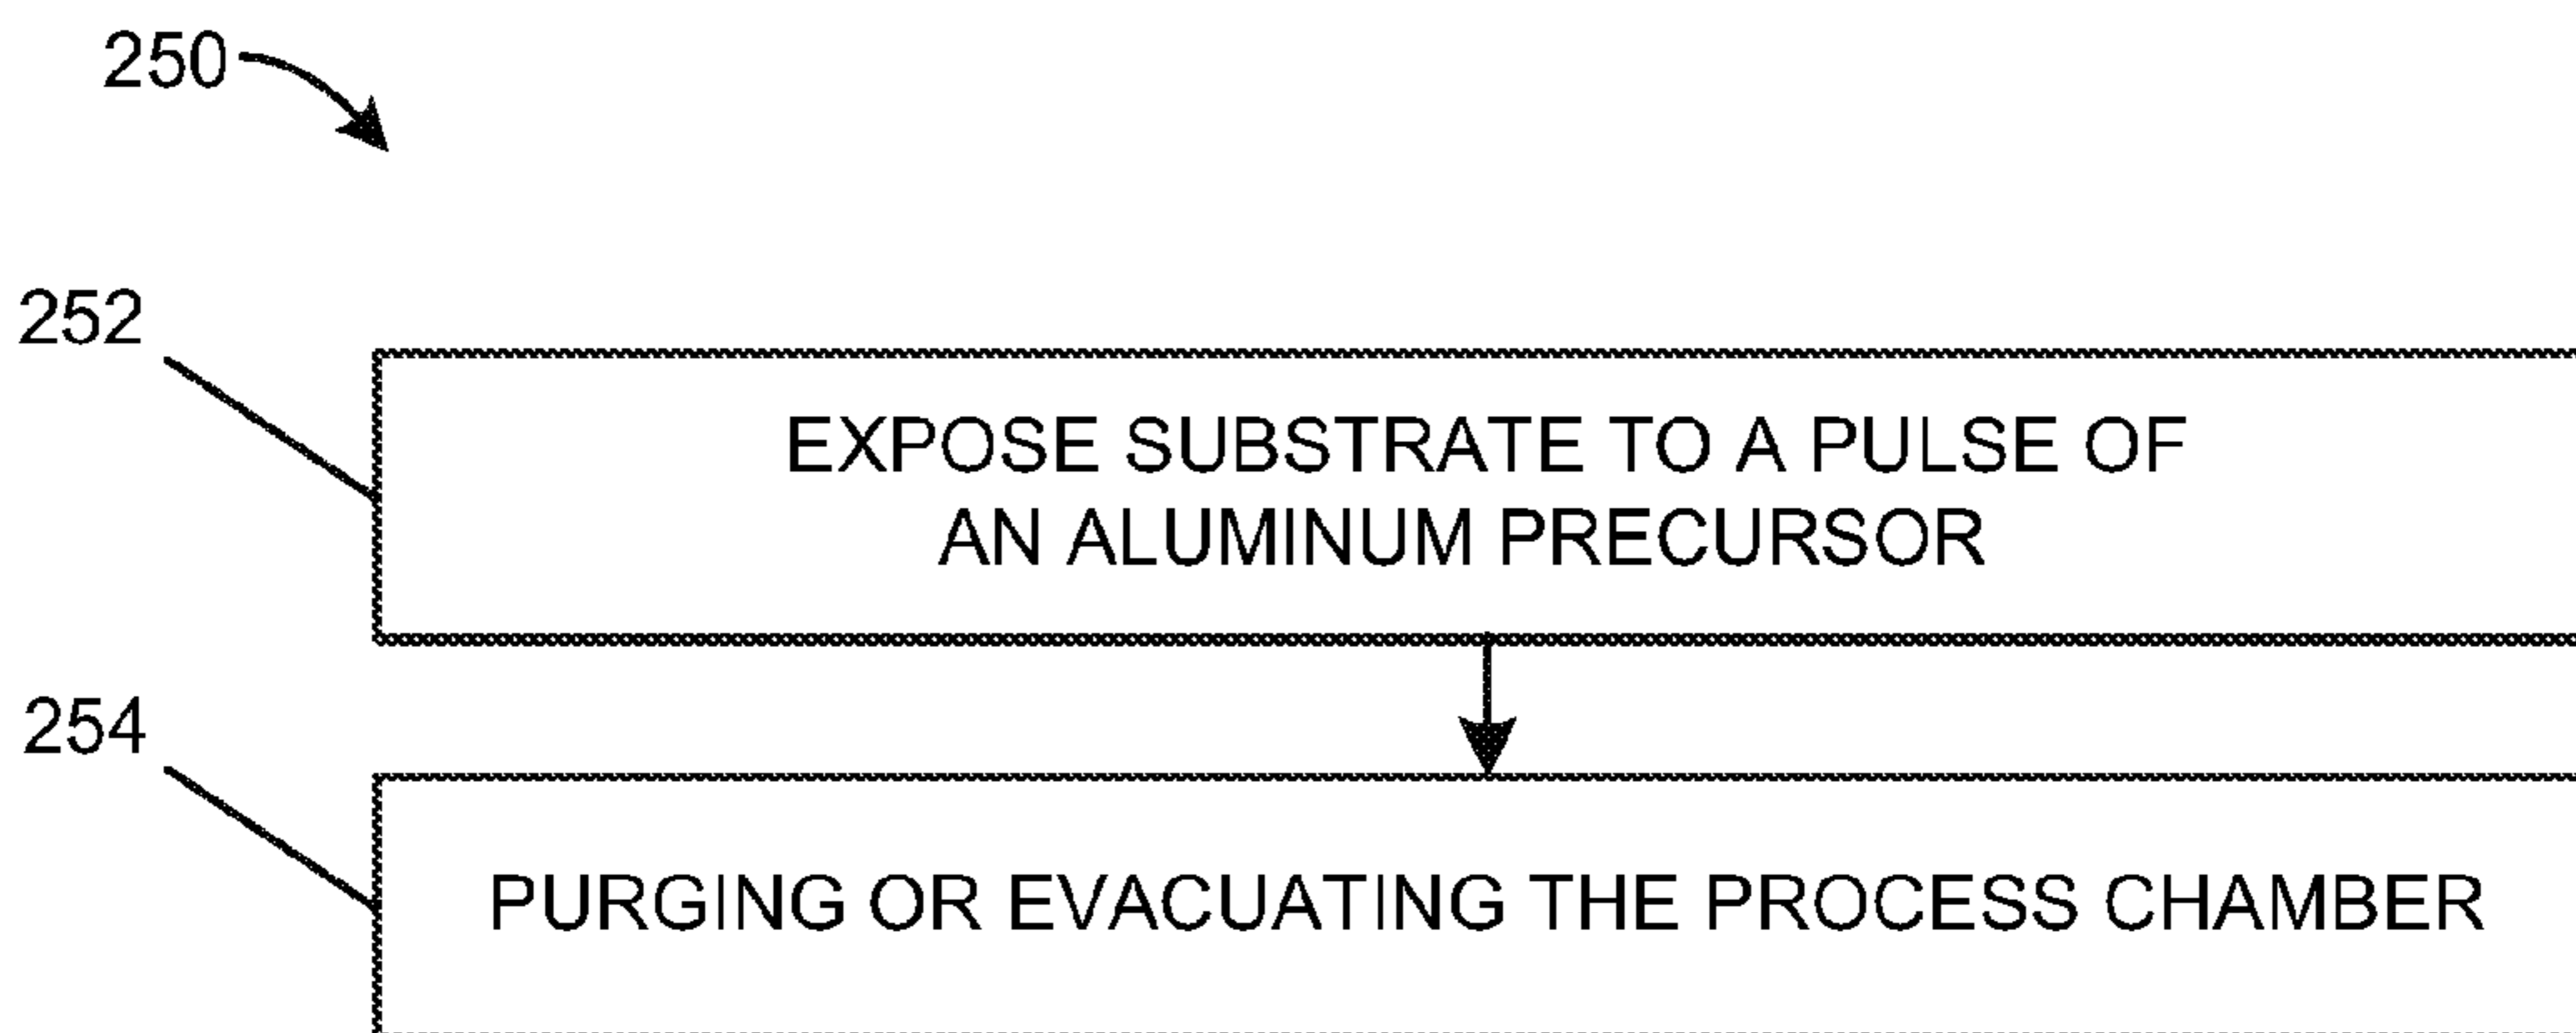 250
252
EXPOSE SUBSTRATE TO A PULSE OF
AN ALUMINUM PRECURSOR
254
PURGING OR EVACUATING THE PROCESS CHAMBER